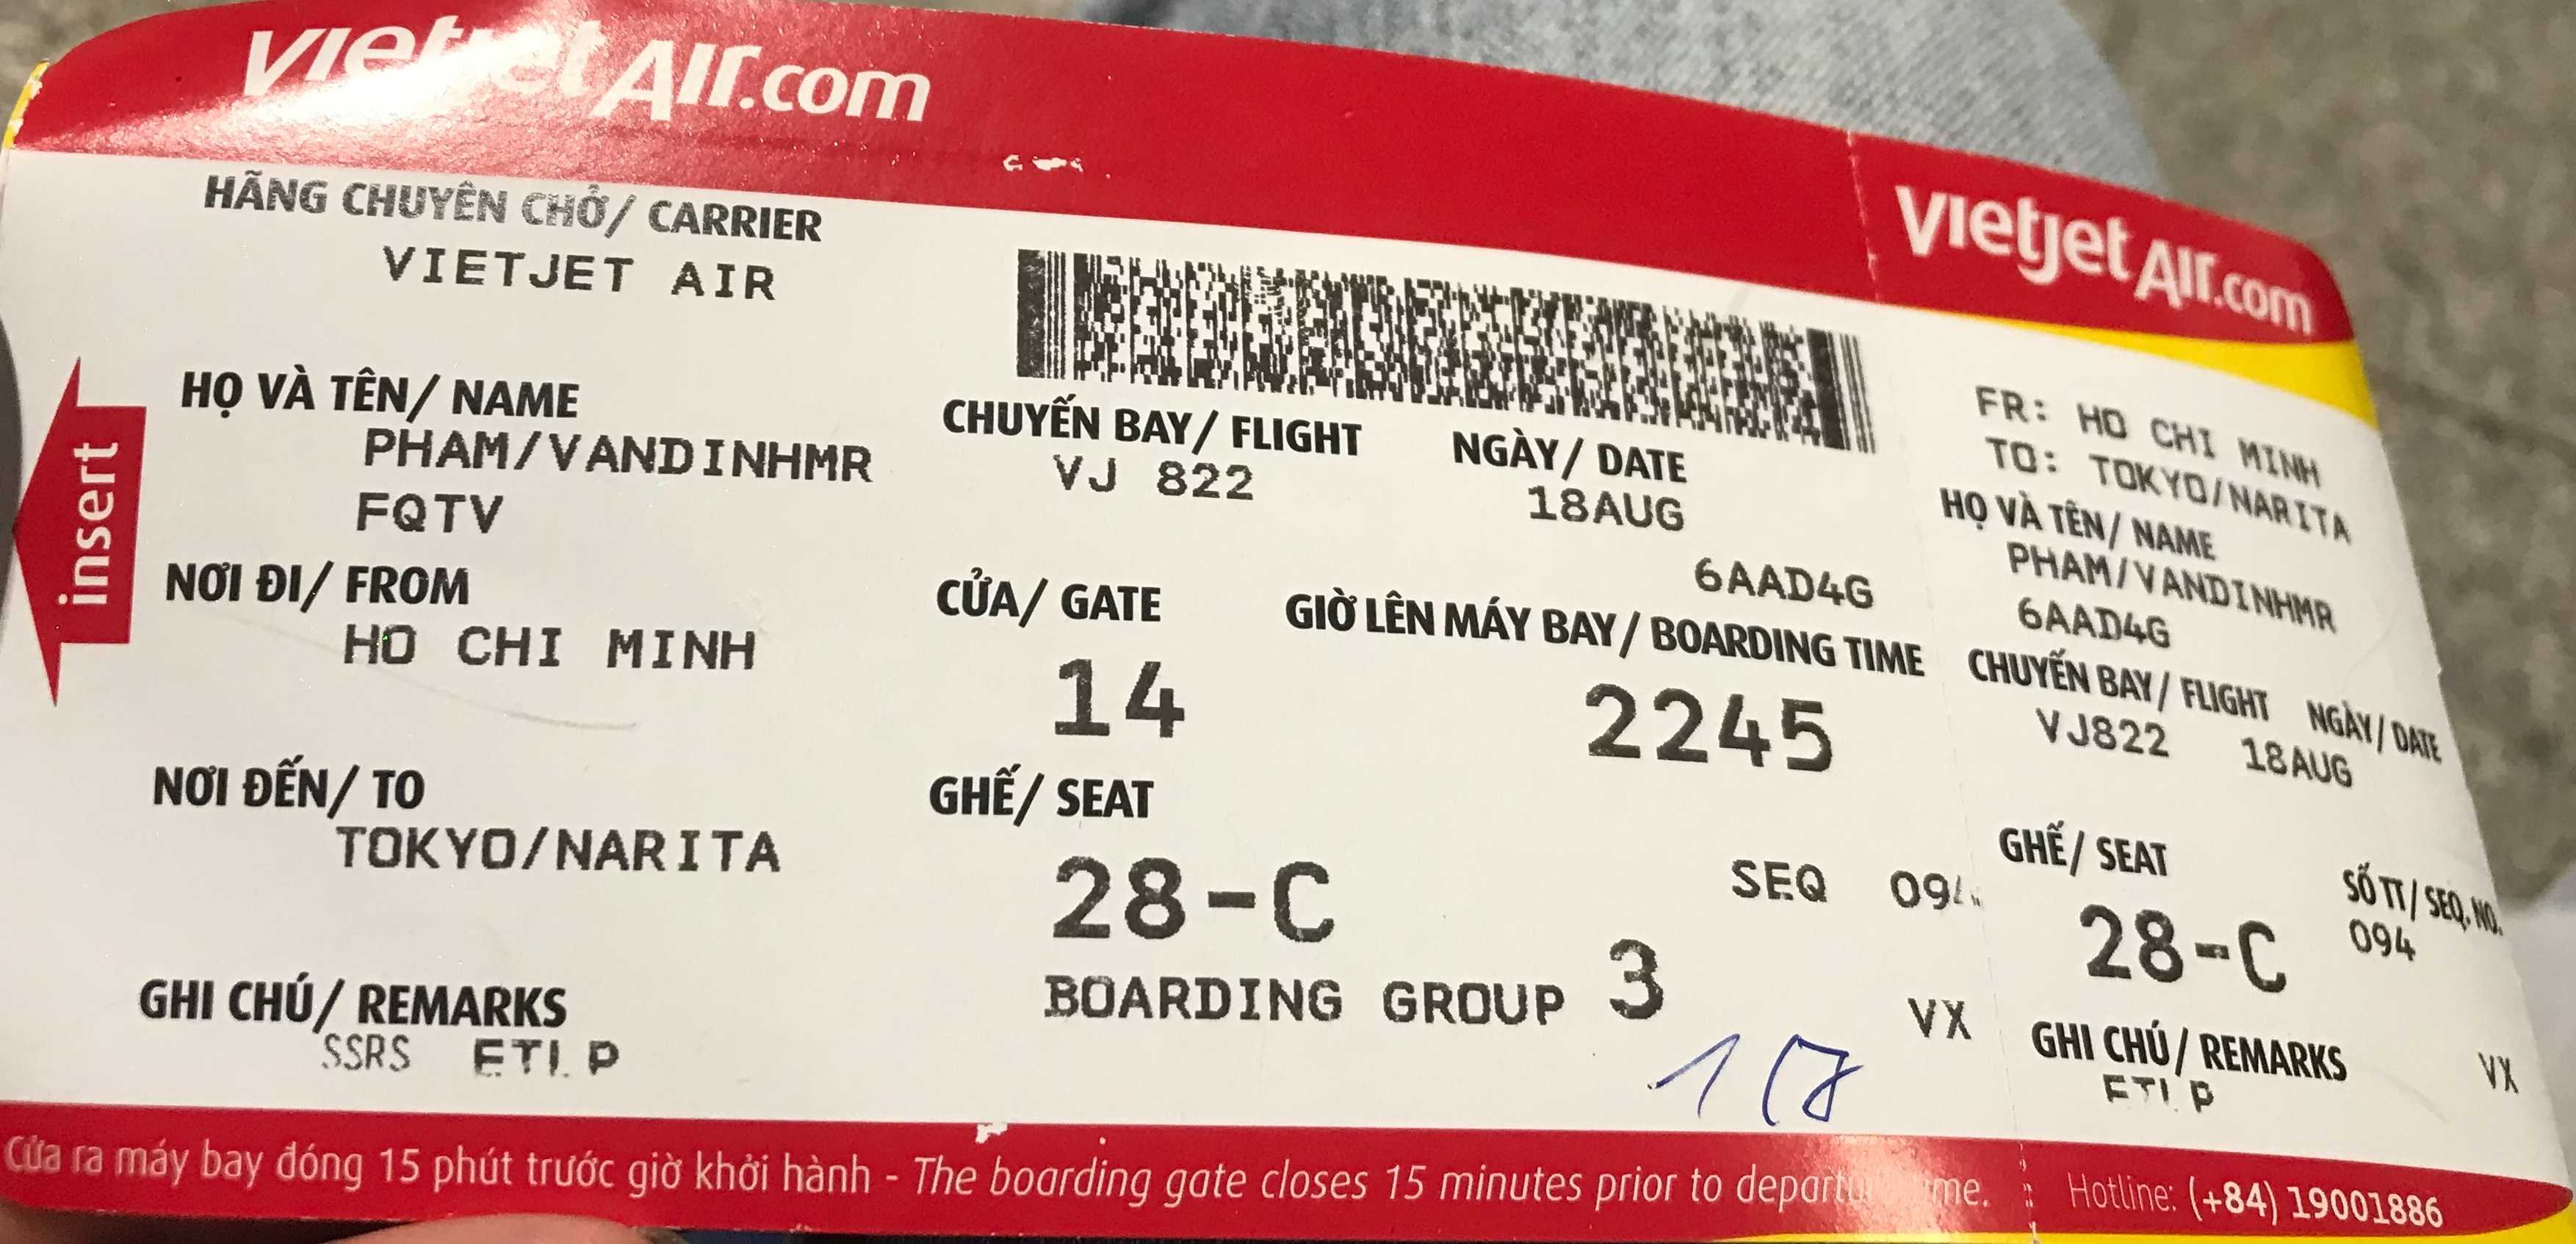 vietjetAir.com
HÃNG CHUYÊN CHỞ/ CARRIER
VIETJET AIR
HỌ VÀ TÊN/ NAME
PHAM/VANDINHMR
FQTV
NƠI ĐI/ FROM
HO CHI MINH
NƠI ĐẾN/ TO
TOKYO/NARITA
GHI CHÚ/ REMARKS
SSRS ETLP
insert
CHUYẾN BAY/ FLIGHT NGÀY/ DATE
VJ 822 18AUG
6AAD4G
CỬA/ GATE GIỜ LÊN MÁY BAY/ BOARDING TIME
14 2245
GHẾ/ SEAT
28-C SEQ 094
BOARDING GROUP 3 VX
Cửa ra máy bay đóng 15 phút trước giờ khởi hành - The boarding gate closes 15 minutes prior to departure time.
vietjetAir.com
FR: HO CHI MINH
TO: TOKYO/NARITA
HỌ VÀ TÊN/ NAME
PHAM/VANDINHMR
6AAD4G
CHUYẾN BAY/ FLIGHT NGÀY/ DATE
VJ822 18AUG
GHẾ/ SEAT SỐ TT/ SEQ. NO.
28-C 094
GHI CHÚ/ REMARKS VX
ETLP
Hotline: (+84) 19001886